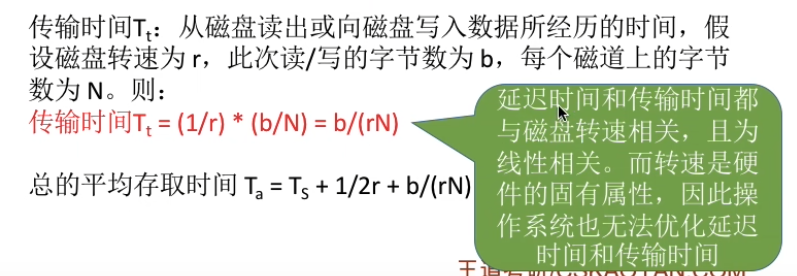 传输时间Tt：从磁盘读出或向磁盘写入数据所经历的时间，假
设磁盘转速为 r，此次读/写的字节数为 b，每个磁道上的字节
数为 N。则：
传输时间Tt = (1/r) * (b/N) = b/(rN)
总的平均存取时间 Ta = TS + 1/2r + b/(rN)
延迟时间和传输时间都
与磁盘转速相关，且为
线性相关。而转速是硬
件的固有属性，因此操
作系统也无法优化延迟
时间和传输时间